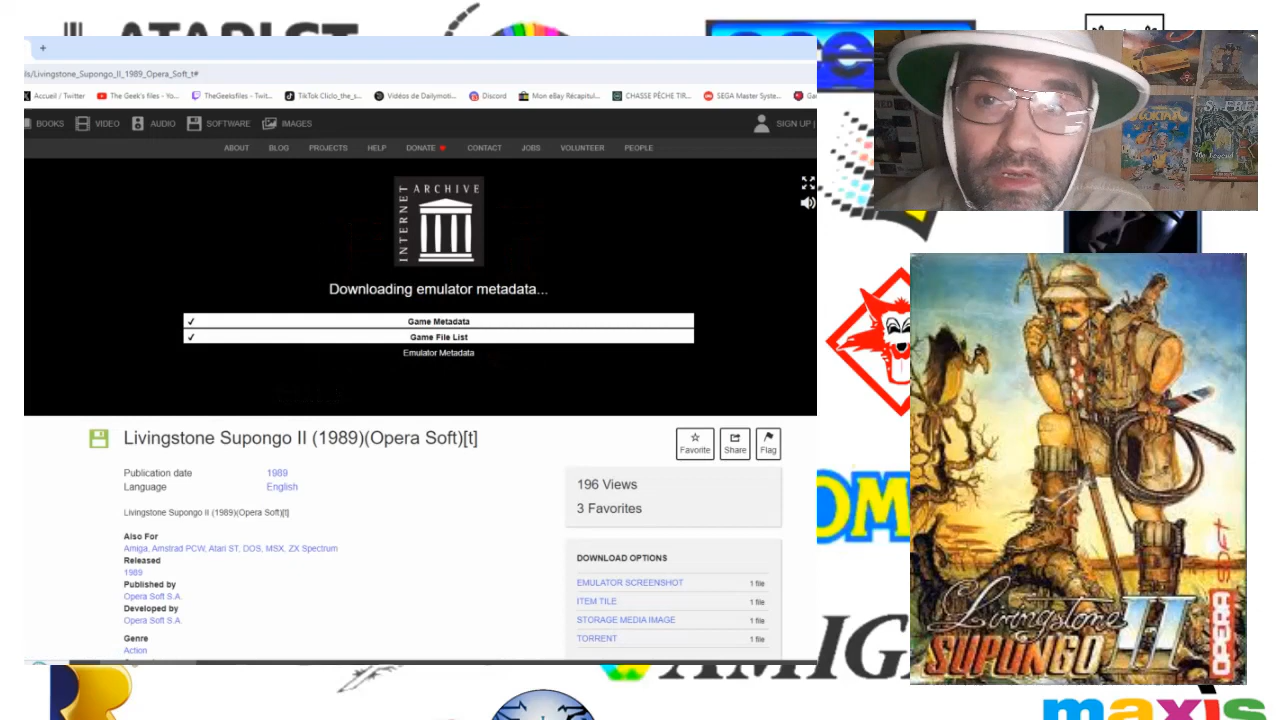 ATARI ST
+
ls/Livingstone_Supongo_II_1989_Opera_Soft_t#
Accueil / Twitter
The Geek's files - Yo...
TheGeeksfiles - Twit...
TikTok Cliclo_the_s...
Vidéos de Dailymoti...
Discord
Mon eBay Récapitul...
CHASSE PÊCHE TIR...
SEGA Master Syste...
BOOKS
VIDEO
AUDIO
SOFTWARE
IMAGES
SIGN UP |
ABOUT
BLOG
PROJECTS
HELP
DONATE
CONTACT
JOBS
VOLUNTEER
PEOPLE
INTERNET ARCHIVE
Downloading emulator metadata...
✓ Game Metadata
✓ Game File List
Emulator Metadata
Livingstone Supongo II (1989)(Opera Soft)[t]
Favorite
Share
Flag
Publication date 1989
Language English
Livingstone Supongo II (1989)(Opera Soft)[t]
Also For
Amiga, Amstrad PCW, Atari ST, DOS, MSX, ZX Spectrum
Released
1989
Published by
Opera Soft S.A.
Developed by
Opera Soft S.A.
Genre
Action
196 Views
3 Favorites
DOWNLOAD OPTIONS
EMULATOR SCREENSHOT 1 file
ITEM TILE 1 file
STORAGE MEDIA IMAGE 1 file
TORRENT 1 file
Livingstone II
SUPONGO
OPERA SOFT
AMIG
maxis